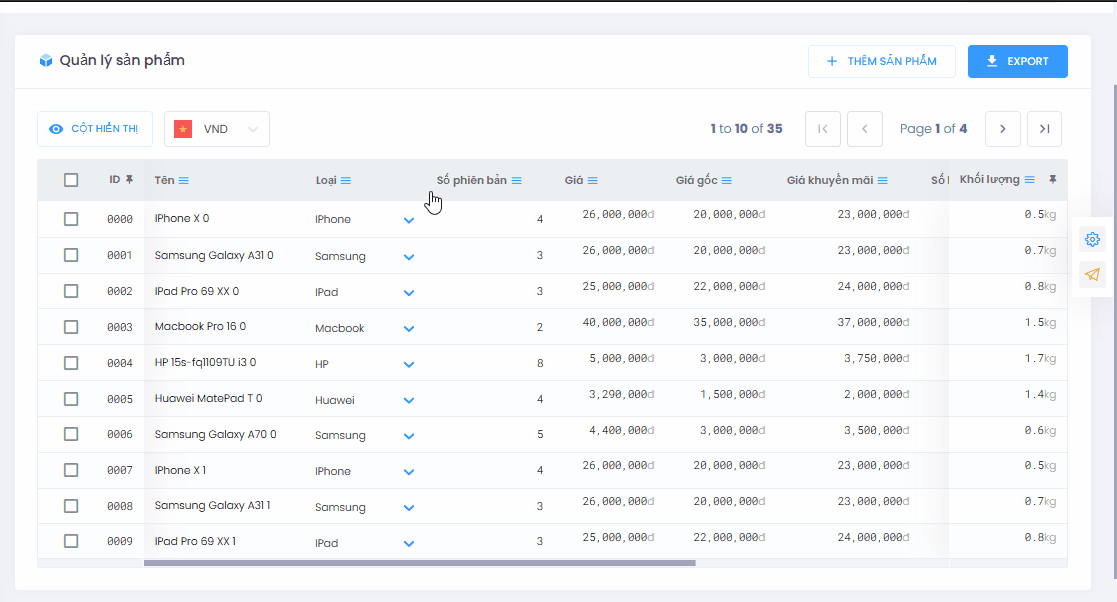 Quản lý sản phẩm
THÊM SẢN PHẨM
EXPORT
CỘT HIỂN THỊ
VND
1 to 10 of 35
Page 1 of 4
ID Tên Loại Số phiên bản Giá Giá gốc Giá khuyến mãi Số Khối lượng
0000 IPhone X 0 IPhone 4 26,000,000đ 20,000,000đ 23,000,000đ 0.5kg
0001 Samsung Galaxy A31 0 Samsung 3 26,000,000đ 20,000,000đ 23,000,000đ 0.7kg
0002 IPad Pro 69 XX 0 IPad 3 25,000,000đ 22,000,000đ 24,000,000đ 0.8kg
0003 Macbook Pro 16 0 Macbook 2 40,000,000đ 35,000,000đ 37,000,000đ 1.5kg
0004 HP 15s-fq1109TU i3 0 HP 8 5,000,000đ 3,000,000đ 3,750,000đ 1.7kg
0005 Huawei MatePad T 0 Huawei 4 3,290,000đ 1,500,000đ 2,000,000đ 1.4kg
0006 Samsung Galaxy A70 0 Samsung 5 4,400,000đ 3,000,000đ 3,500,000đ 0.6kg
0007 IPhone X 1 IPhone 4 26,000,000đ 20,000,000đ 23,000,000đ 0.5kg
0008 Samsung Galaxy A31 1 Samsung 3 26,000,000đ 20,000,000đ 23,000,000đ 0.7kg
0009 IPad Pro 69 XX 1 IPad 3 25,000,000đ 22,000,000đ 24,000,000đ 0.8kg